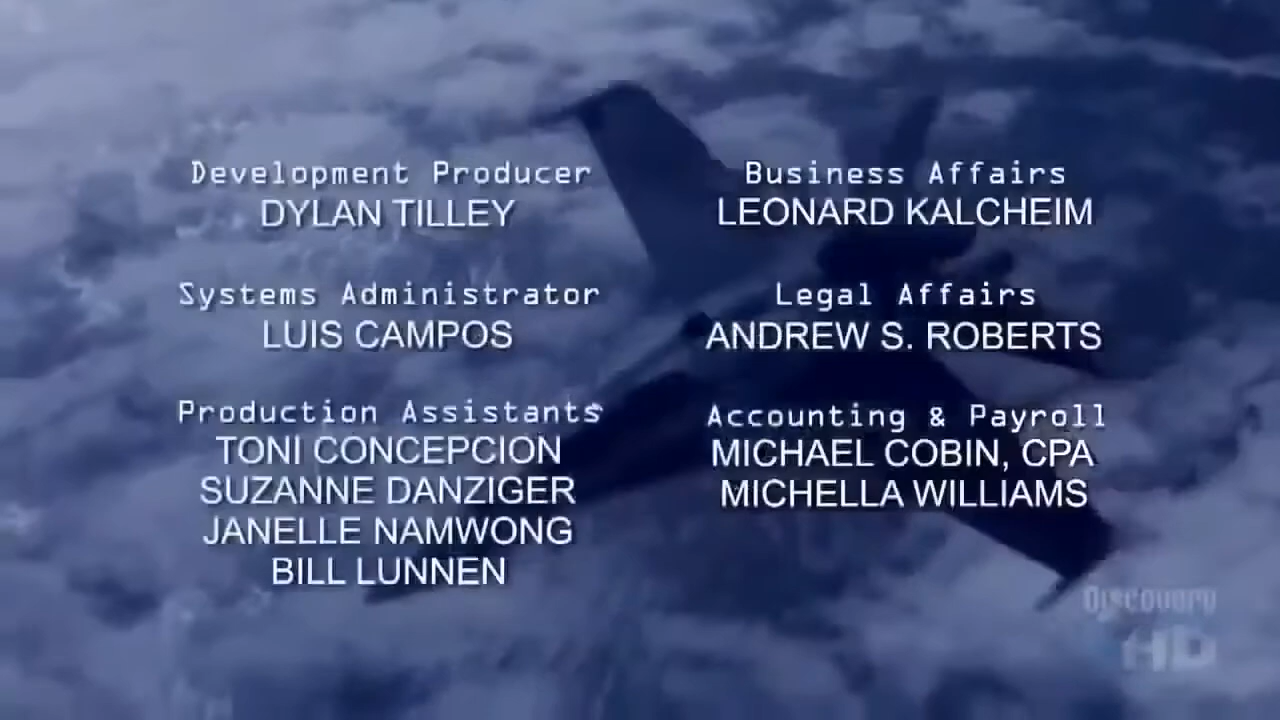 Development Producer
DYLAN TILLEY
Systems Administrator
LUIS CAMPOS
Production Assistants
TONI CONCEPCION
SUZANNE DANZIGER
JANELLE NAMWONG
BILL LUNNEN
Business Affairs
LEONARD KALCHEIM
Legal Affairs
ANDREW S. ROBERTS
Accounting & Payroll
MICHAEL COBIN, CPA
MICHELLA WILLIAMS
Discovery
HD